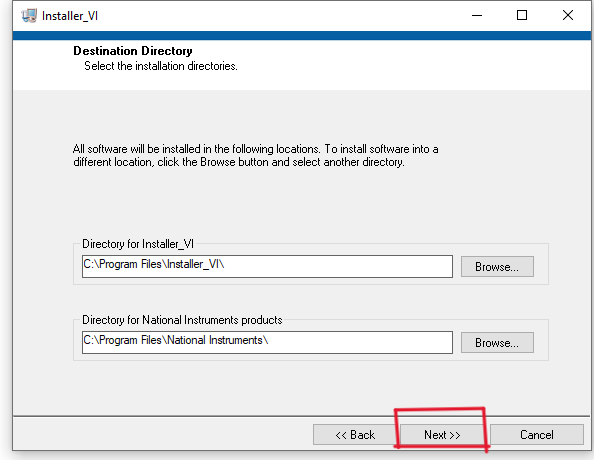 Installer_VI
Destination Directory
Select the installation directories.
All software will be installed in the following locations. To install software into a
different location, click the Browse button and select another directory.
Directory for Installer_VI
C:\Program Files\Installer_VI\
Browse...
Directory for National Instruments products
C:\Program Files\National Instruments\
Browse...
<< Back
Next >>
Cancel